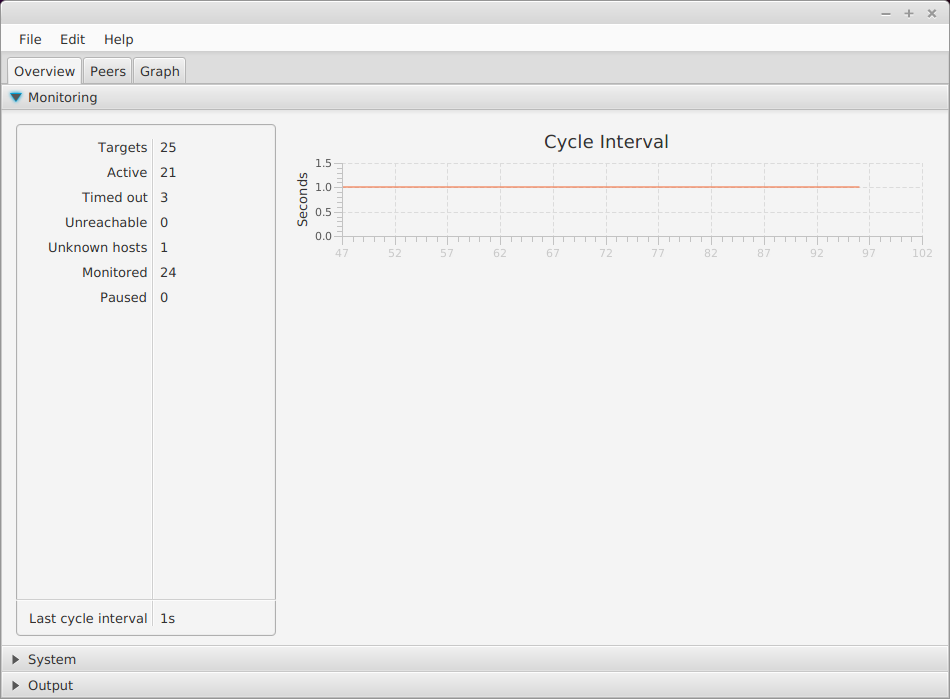 File Edit Help
Overview Peers Graph
Monitoring
Targets 25
Active 21
Timed out 3
Unreachable 0
Unknown hosts 1
Monitored 24
Paused 0
Last cycle interval 1s
Cycle Interval
Seconds
1.5
1.0
0.5
0.0
47 52 57 62 67 72 77 82 87 92 97 102
System
Output